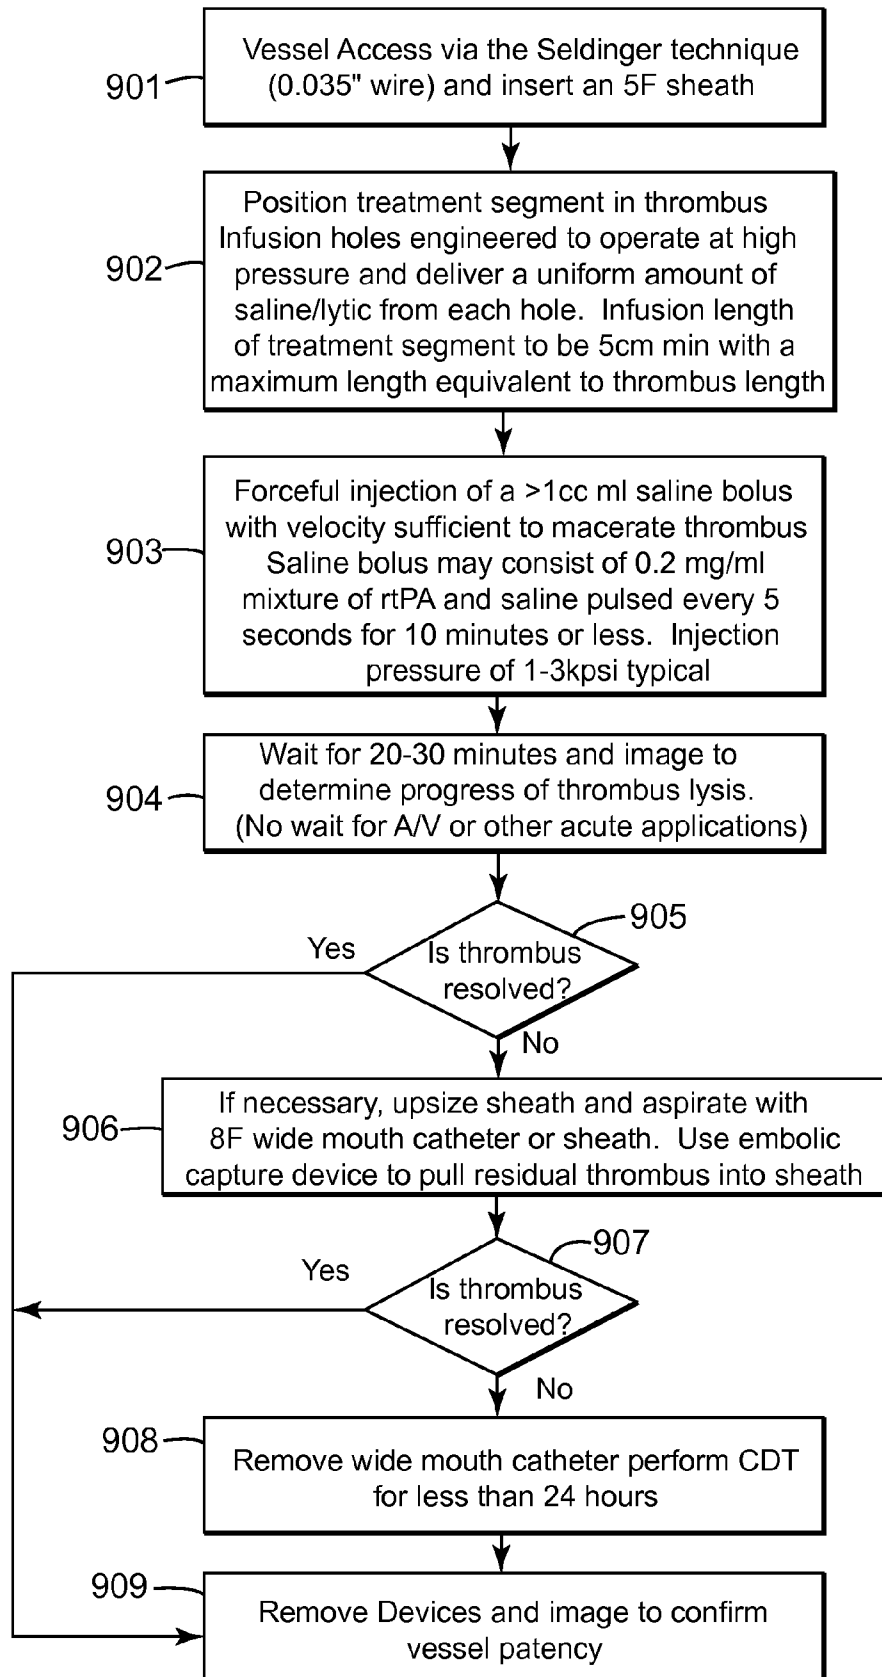 901
Vessel Access via the Seldinger technique
(0.035" wire) and insert an 5F sheath
902
Position treatment segment in thrombus
Infusion holes engineered to operate at high
pressure and deliver a uniform amount of
saline/lytic from each hole. Infusion length
of treatment segment to be 5cm min with a
maximum length equivalent to thrombus length
903
Forceful injection of a >1cc ml saline bolus
with velocity sufficient to macerate thrombus
Saline bolus may consist of 0.2 mg/ml
mixture of rtPA and saline pulsed every 5
seconds for 10 minutes or less. Injection
pressure of 1-3kpsi typical
904
Wait for 20-30 minutes and image to
determine progress of thrombus lysis.
(No wait for A/V or other acute applications)
905
Yes
Is thrombus
resolved?
No
906
If necessary, upsize sheath and aspirate with
8F wide mouth catheter or sheath. Use embolic
capture device to pull residual thrombus into sheath
907
Yes
Is thrombus
resolved?
No
908
Remove wide mouth catheter perform CDT
for less than 24 hours
909
Remove Devices and image to confirm
vessel patency